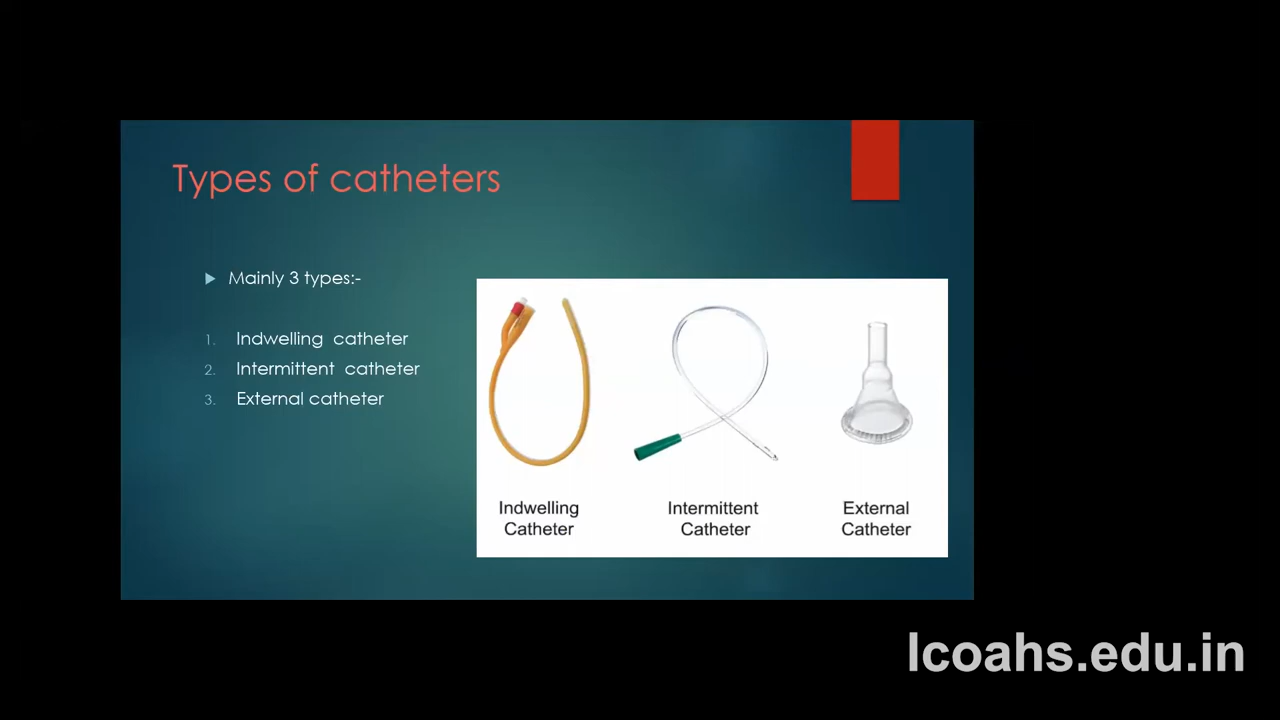 Types of catheters
Mainly 3 types:-
1. Indwelling catheter
2. Intermittent catheter
3. External catheter
Indwelling
Catheter
Intermittent
Catheter
External
Catheter
lcoahs.edu.in